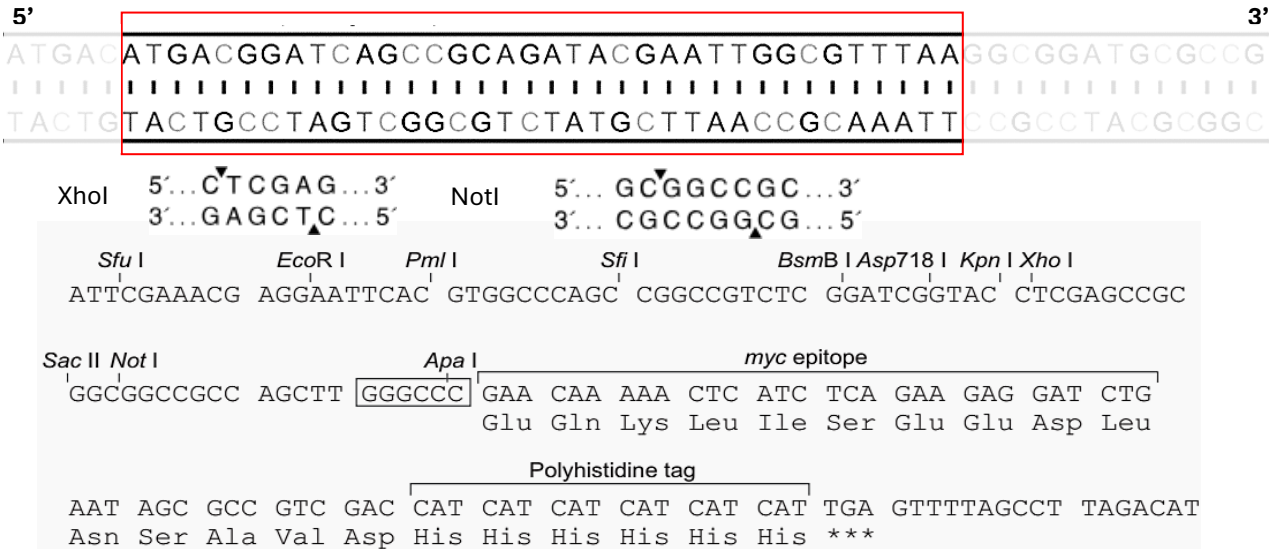 5’ 3’
ATGACATGACGGATCAGCCGCAGATACGAATTGGCGTTTAAGGCGGATGCGCCG
TACTGTACTGCCTAGTCGGCGTCTATGCTTAACCGCAAATTCCGCCTACGCGGC
XhoI 5´...CTCGAG...3´ NotI 5´... GCGGCCGC...3´
3´...GAGCTC...5´ 3´... CGCCGGCG...5´
Sfu I EcoR I Pml I Sfi I BsmB I Asp718 I Kpn I Xho I
ATTCGAAACG AGGAATTCAC GTGGCCCAGC CGGCCGTCTC GGATCGGTAC CTCGAGCCGC
Sac II Not I Apa I myc epitope
GGCGGCCGCC AGCTT GGGCCC GAA CAA AAA CTC ATC TCA GAA GAG GAT CTG
Glu Gln Lys Leu Ile Ser Glu Glu Asp Leu
Polyhistidine tag
AAT AGC GCC GTC GAC CAT CAT CAT CAT CAT CAT TGA GTTTTAGCCT TAGACAT
Asn Ser Ala Val Asp His His His His His His ***